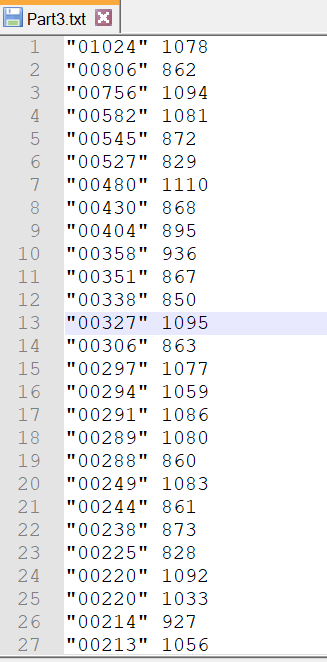 Part3.txt
1 "01024" 1078
2 "00806" 862
3 "00756" 1094
4 "00582" 1081
5 "00545" 872
6 "00527" 829
7 "00480" 1110
8 "00430" 868
9 "00404" 895
10 "00358" 936
11 "00351" 867
12 "00338" 850
13 "00327" 1095
14 "00306" 863
15 "00297" 1077
16 "00294" 1059
17 "00291" 1086
18 "00289" 1080
19 "00288" 860
20 "00249" 1083
21 "00244" 861
22 "00238" 873
23 "00225" 828
24 "00220" 1092
25 "00220" 1033
26 "00214" 927
27 "00213" 1056